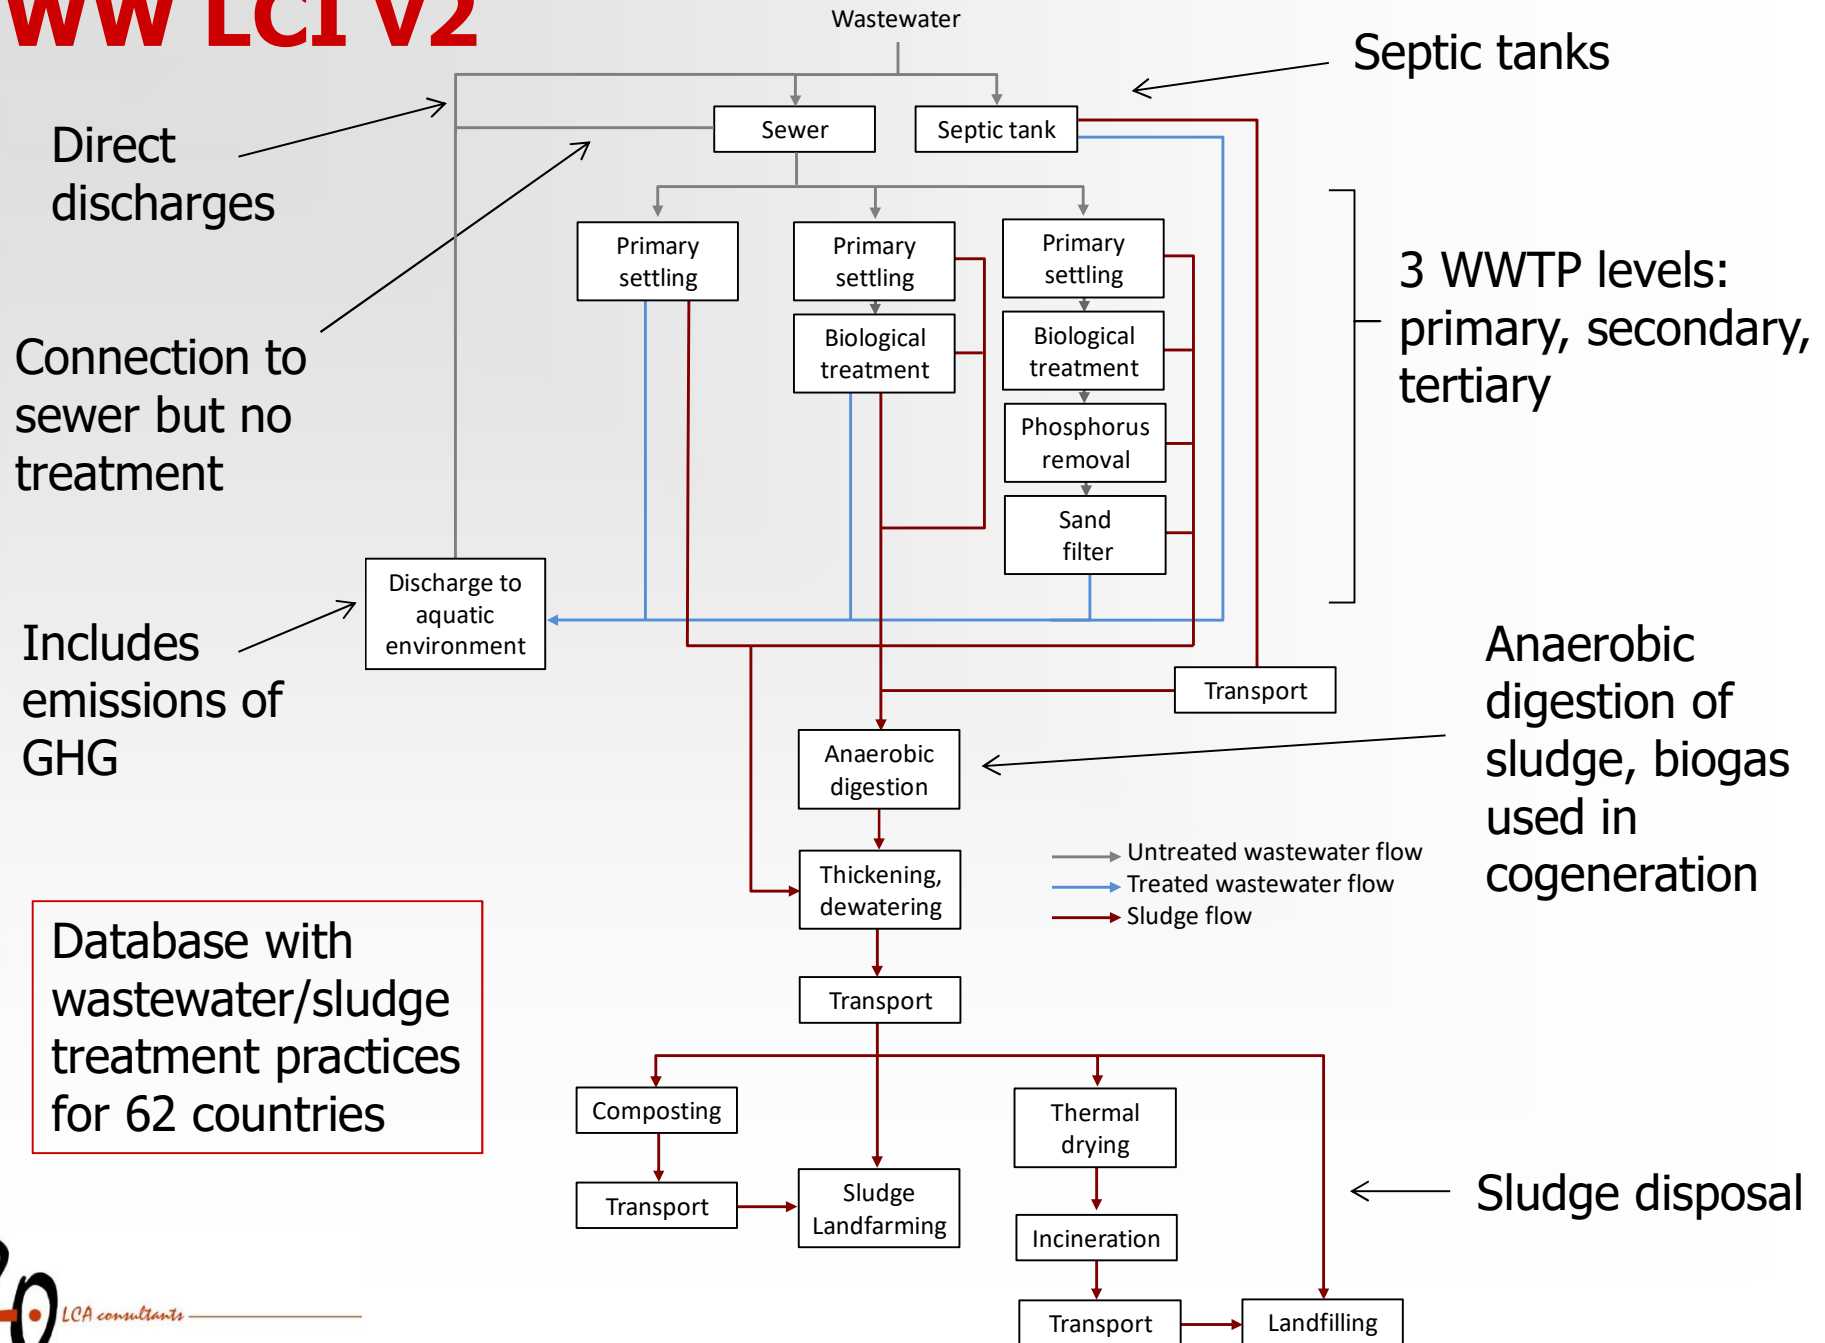 WW LCI v2
Wastewater
Septic tanks
Direct
discharges
Sewer
Septic tank
Primary
settling
Primary
settling
Primary
settling
3 WWTP levels:
primary, secondary,
tertiary
Connection to
sewer but no
treatment
Biological
treatment
Biological
treatment
Phosphorus
removal
Sand
filter
Discharge to
aquatic
environment
Includes
emissions of
GHG
Transport
Anaerobic
digestion of
sludge, biogas
used in
cogeneration
Anaerobic
digestion
Untreated wastewater flow
Treated wastewater flow
Sludge flow
Thickening,
dewatering
Database with
wastewater/sludge
treatment practices
for 62 countries
Transport
Composting
Thermal
drying
Transport
Sludge
Landfarming
Sludge disposal
Incineration
Transport
Landfilling
LCA consultants